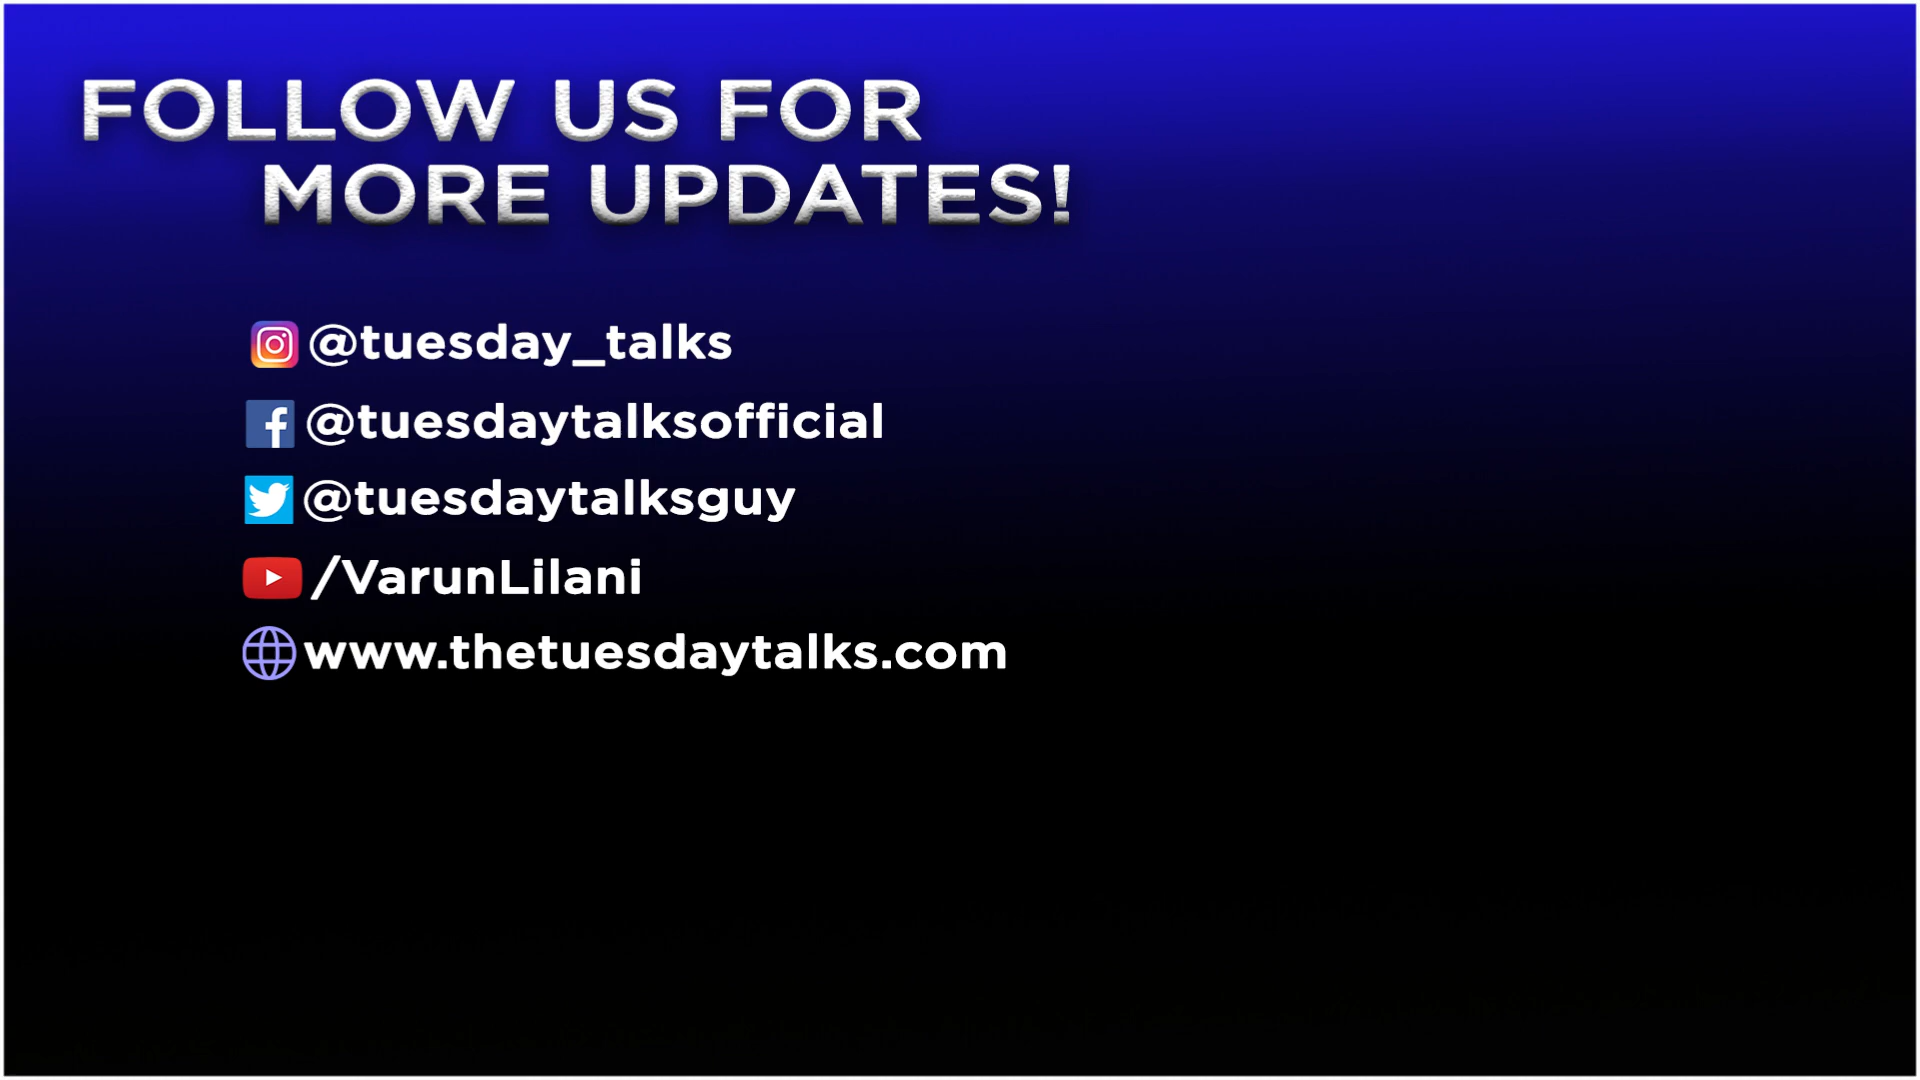 FOLLOW US FOR
MORE UPDATES!
@tuesday_talks
@tuesdaytalksofficial
@tuesdaytalksguy
/VarunLilani
www.thetuesdaytalks.com